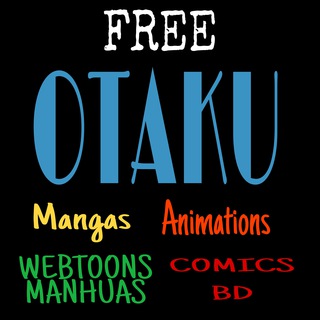 FREE
OTAKU
Mangas Animations
WEBTOONS COMICS
MANHUAS BD